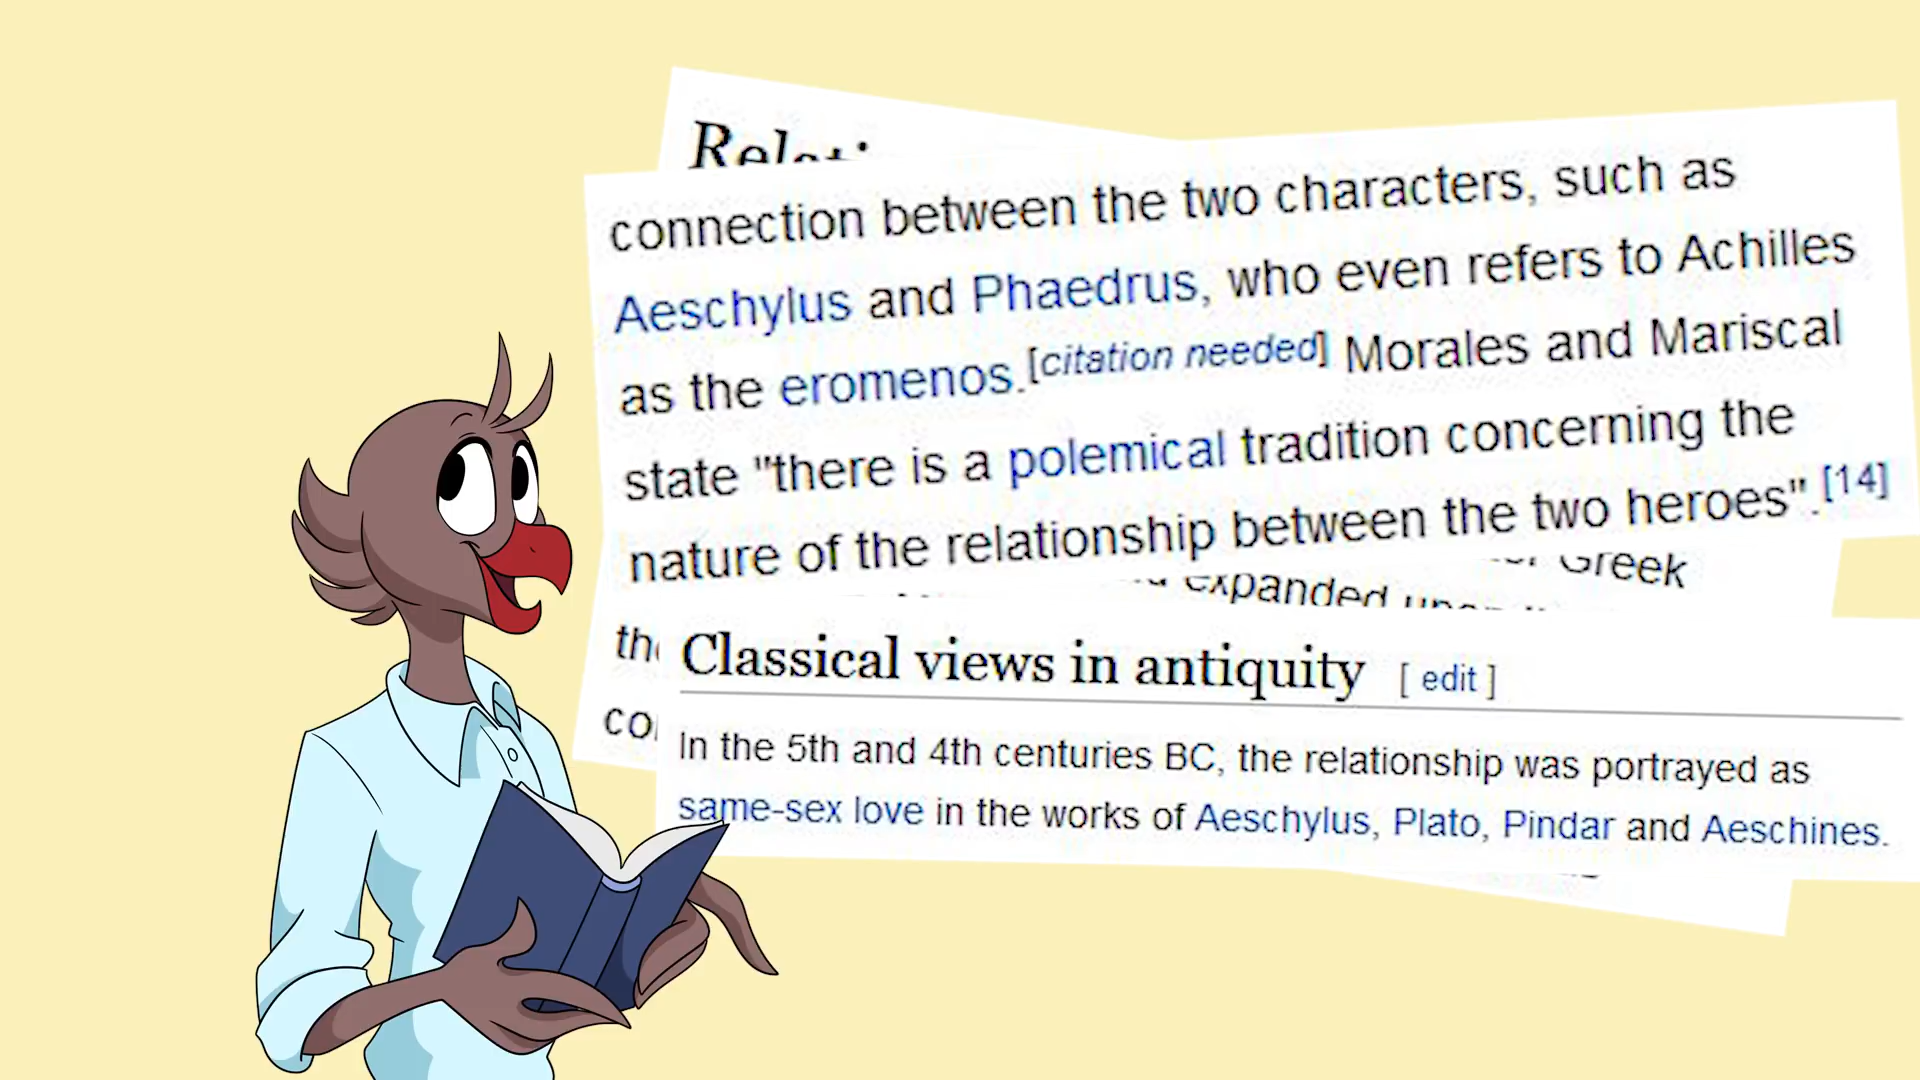 connection between the two characters, such as
Aeschylus and Phaedrus, who even refers to Achilles
as the eromenos.[citation needed] Morales and Mariscal
state "there is a polemical tradition concerning the
nature of the relationship between the two heroes".[14]
Greek
expanded
Classical views in antiquity [ edit ]
In the 5th and 4th centuries BC, the relationship was portrayed as
same-sex love in the works of Aeschylus, Plato, Pindar and Aeschines.